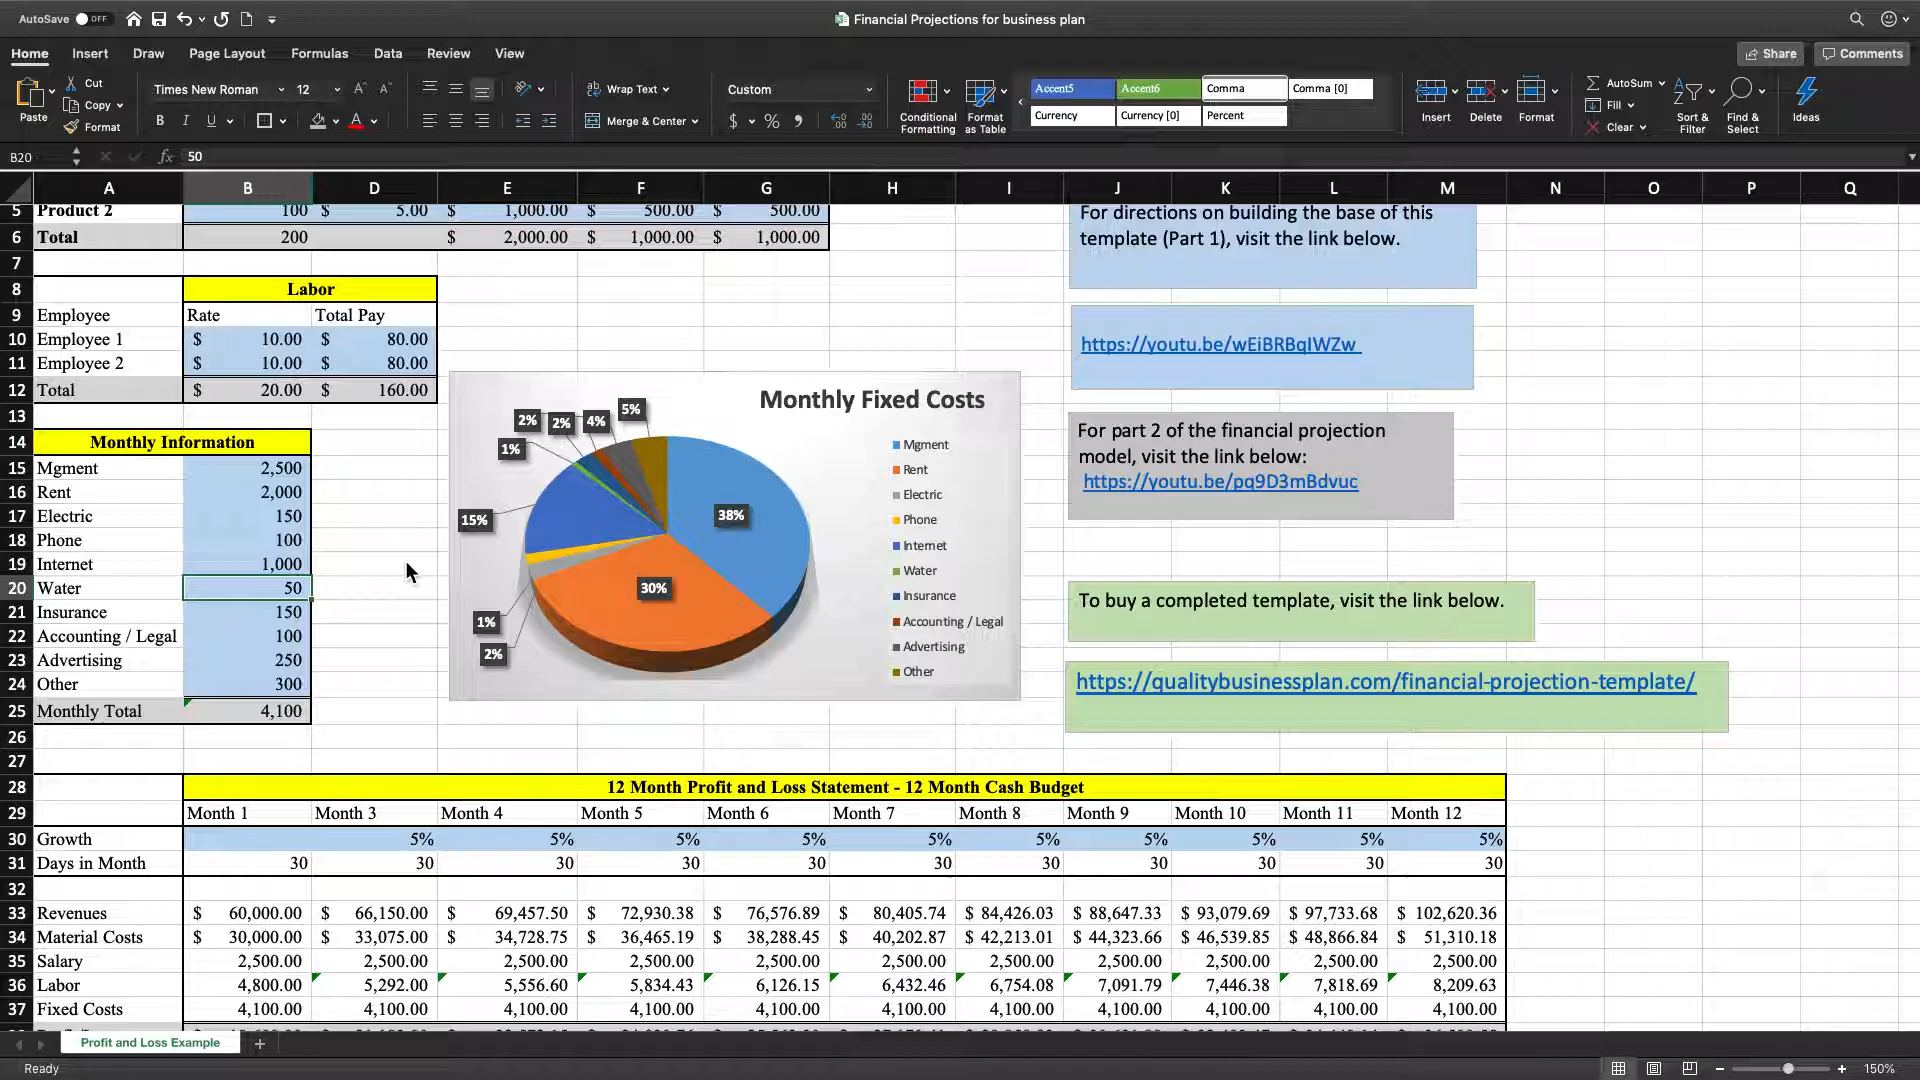 AutoSave OFF Financial Projections for business plan
Home Insert Draw Page Layout Formulas Data Review View Share Comments
Paste Cut Copy Format
Times New Roman 12 A A
B I U A
Wrap Text
Merge & Center
Custom
$ % 9
Conditional Formatting
Format as Table
Accent5 Accent6 Comma Comma [0]
Currency Currency [0] Percent
Insert Delete Format
AutoSum
Fill
Clear
Sort & Filter
Find & Select
Ideas
B20 fx 50
A B D E F G H I J K L M N O P Q
5 Product 2 100 $ 5.00 $ 1,000.00 $ 500.00 $ 500.00
6 Total 200 $ 2,000.00 $ 1,000.00 $ 1,000.00
7
8 Labor
9 Employee Rate Total Pay
10 Employee 1 $ 10.00 $ 80.00
11 Employee 2 $ 10.00 $ 80.00
12 Total $ 20.00 $ 160.00
13
14 Monthly Information
15 Mgment 2,500
16 Rent 2,000
17 Electric 150
18 Phone 100
19 Internet 1,000
20 Water 50
21 Insurance 150
22 Accounting / Legal 100
23 Advertising 250
24 Other 300
25 Monthly Total 4,100
26
27
Monthly Fixed Costs
5%
2% 2% 4%
1%
15%
38%
30%
1%
2%
Mgment
Rent
Electric
Phone
Internet
Water
Insurance
Accounting / Legal
Advertising
Other
For directions on building the base of this
template (Part 1), visit the link below.
https://youtu.be/wEiBRBqIWZw
For part 2 of the financial projection
model, visit the link below:
https://youtu.be/pq9D3mBdvuc
To buy a completed template, visit the link below.
https://qualitybusinessplan.com/financial-projection-template/
28 12 Month Profit and Loss Statement - 12 Month Cash Budget
29 Month 1 Month 3 Month 4 Month 5 Month 6 Month 7 Month 8 Month 9 Month 10 Month 11 Month 12
30 Growth 5% 5% 5% 5% 5% 5% 5% 5% 5% 5%
31 Days in Month 30 30 30 30 30 30 30 30 30 30 30
32
33 Revenues $ 60,000.00 $ 66,150.00 $ 69,457.50 $ 72,930.38 $ 76,576.89 $ 80,405.74 $ 84,426.03 $ 88,647.33 $ 93,079.69 $ 97,733.68 $ 102,620.36
34 Material Costs $ 30,000.00 $ 33,075.00 $ 34,728.75 $ 36,465.19 $ 38,288.45 $ 40,202.87 $ 42,213.01 $ 44,323.66 $ 46,539.85 $ 48,866.84 $ 51,310.18
35 Salary 2,500.00 2,500.00 2,500.00 2,500.00 2,500.00 2,500.00 2,500.00 2,500.00 2,500.00 2,500.00 2,500.00
36 Labor 4,800.00 5,292.00 5,556.60 5,834.43 6,126.15 6,432.46 6,754.08 7,091.79 7,446.38 7,818.69 8,209.63
37 Fixed Costs 4,100.00 4,100.00 4,100.00 4,100.00 4,100.00 4,100.00 4,100.00 4,100.00 4,100.00 4,100.00 4,100.00
Profit and Loss Example +
Ready 150%